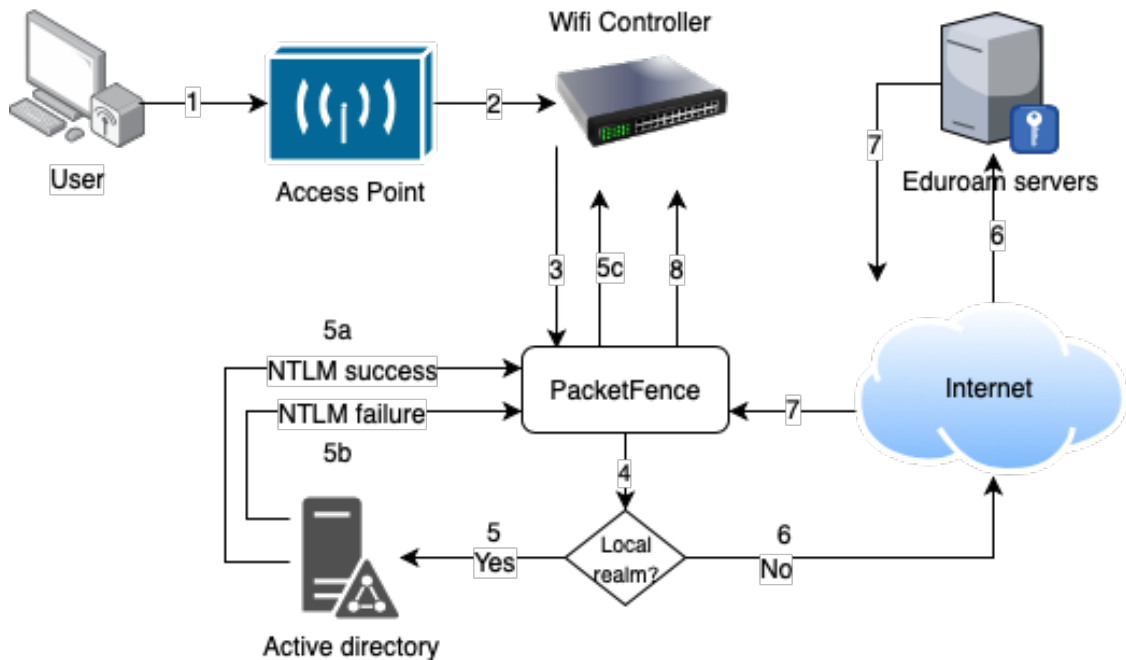 Wifi Controller
1
2
7
User
Access Point
Eduroam servers
6
3
5c
8
5a
NTLM success
PacketFence
Internet
NTLM failure
7
5b
4
5
Yes
Local
realm?
6
No
Active directory